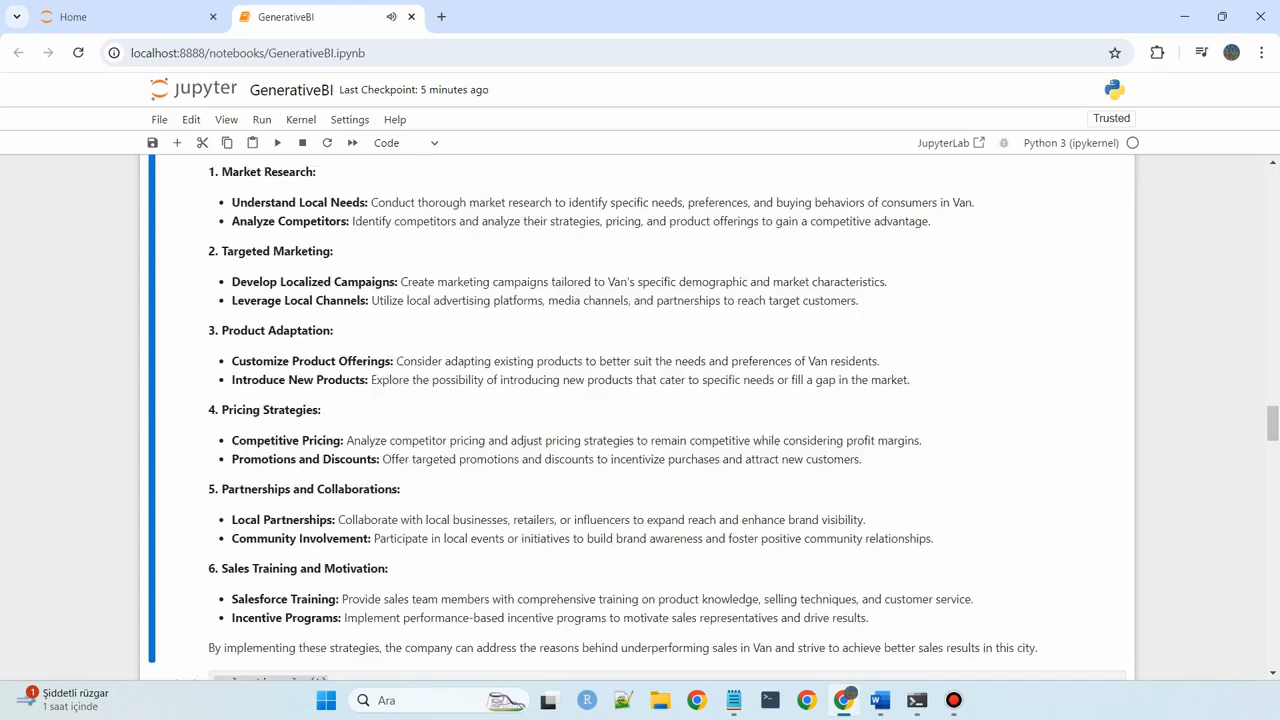 Home
GenerativeBI
localhost:8888/notebooks/GenerativeBI.ipynb
jupyter GenerativeBI Last Checkpoint: 5 minutes ago
File Edit View Run Kernel Settings Help
Trusted
Code
JupyterLab
Python 3 (ipykernel)
1. Market Research:
• Understand Local Needs: Conduct thorough market research to identify specific needs, preferences, and buying behaviors of consumers in Van.
• Analyze Competitors: Identify competitors and analyze their strategies, pricing, and product offerings to gain a competitive advantage.
2. Targeted Marketing:
• Develop Localized Campaigns: Create marketing campaigns tailored to Van's specific demographic and market characteristics.
• Leverage Local Channels: Utilize local advertising platforms, media channels, and partnerships to reach target customers.
3. Product Adaptation:
• Customize Product Offerings: Consider adapting existing products to better suit the needs and preferences of Van residents.
• Introduce New Products: Explore the possibility of introducing new products that cater to specific needs or fill a gap in the market.
4. Pricing Strategies:
• Competitive Pricing: Analyze competitor pricing and adjust pricing strategies to remain competitive while considering profit margins.
• Promotions and Discounts: Offer targeted promotions and discounts to incentivize purchases and attract new customers.
5. Partnerships and Collaborations:
• Local Partnerships: Collaborate with local businesses, retailers, or influencers to expand reach and enhance brand visibility.
• Community Involvement: Participate in local events or initiatives to build brand awareness and foster positive community relationships.
6. Sales Training and Motivation:
• Salesforce Training: Provide sales team members with comprehensive training on product knowledge, selling techniques, and customer service.
• Incentive Programs: Implement performance-based incentive programs to motivate sales representatives and drive results.
By implementing these strategies, the company can address the reasons behind underperforming sales in Van and strive to achieve better sales results in this city.
1
Şiddetli rüzgar
1 saat içinde
Ara